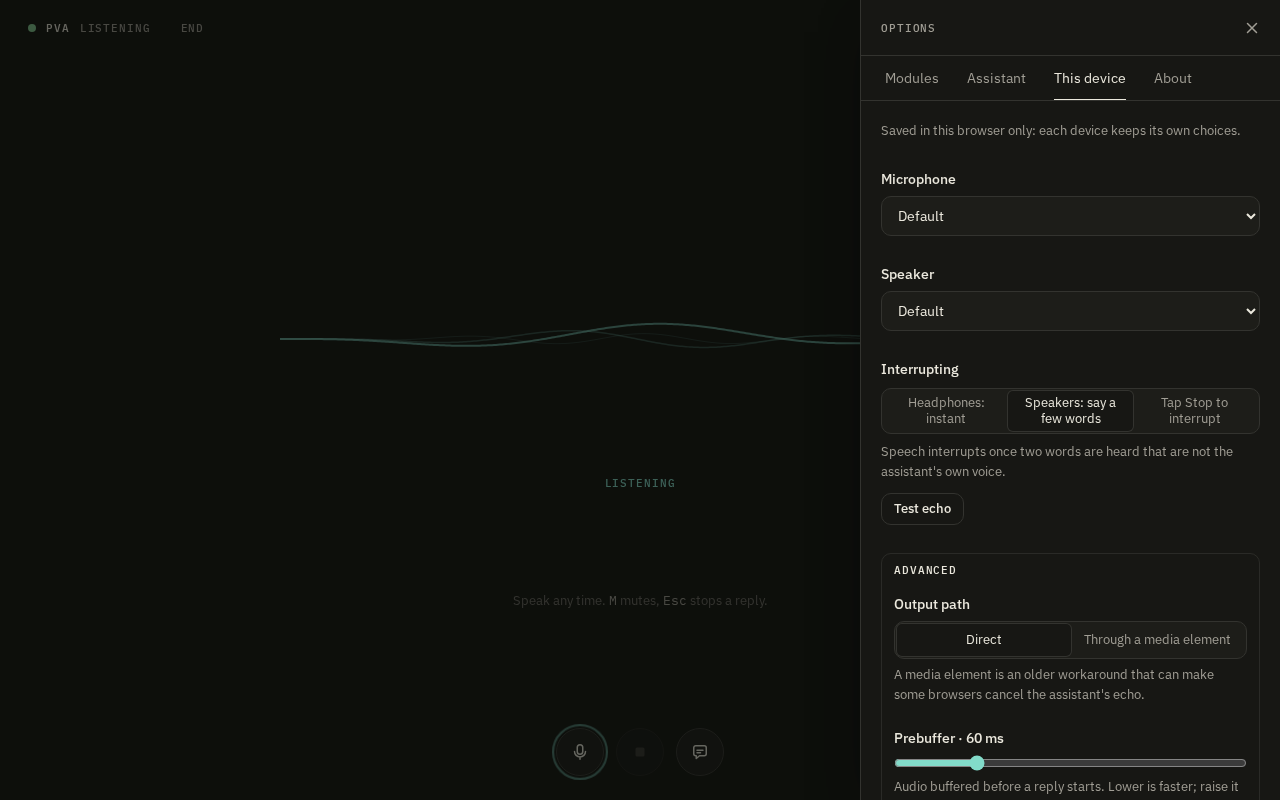 PVA LISTENING END
LISTENING
Speak any time. M mutes, Esc stops a reply.
OPTIONS
Modules Assistant This device About
Saved in this browser only: each device keeps its own choices.
Microphone
Default
Speaker
Default
Interrupting
Headphones: instant
Speakers: say a few words
Tap Stop to interrupt
Speech interrupts once two words are heard that are not the
assistant's own voice.
Test echo
ADVANCED
Output path
Direct Through a media element
A media element is an older workaround that can make
some browsers cancel the assistant's echo.
Prebuffer · 60 ms
Audio buffered before a reply starts. Lower is faster; raise it